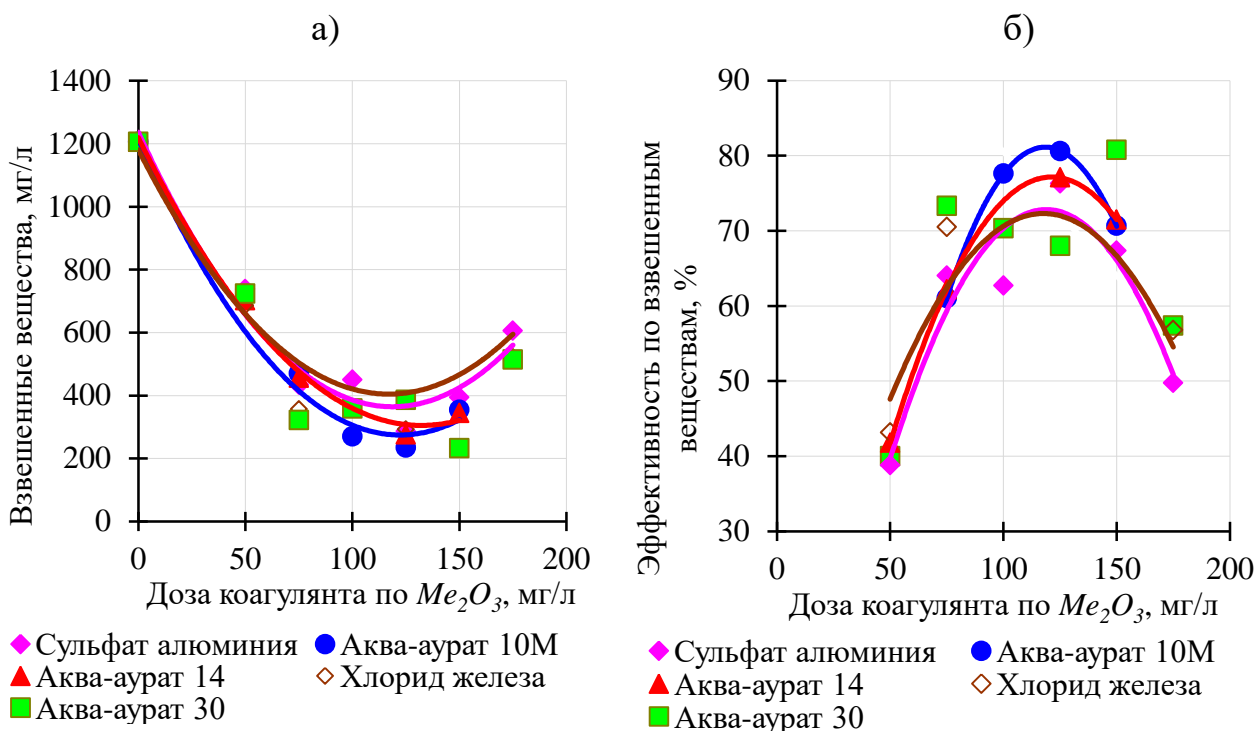 а)
б)
Взвешенные вещества, мг/л
1400
1200
1000
800
600
400
200
0
0 50 100 150 200
Доза коагулянта по Me2O3, мг/л
Сульфат алюминия
Аква-аурат 10М
Аква-аурат 14
Хлорид железа
Аква-аурат 30
Эффективность по взвешенным
веществам, %
90
80
70
60
50
40
30
0 50 100 150 200
Доза коагулянта по Me2O3, мг/л
Сульфат алюминия
Аква-аурат 10М
Аква-аурат 14
Хлорид железа
Аква-аурат 30